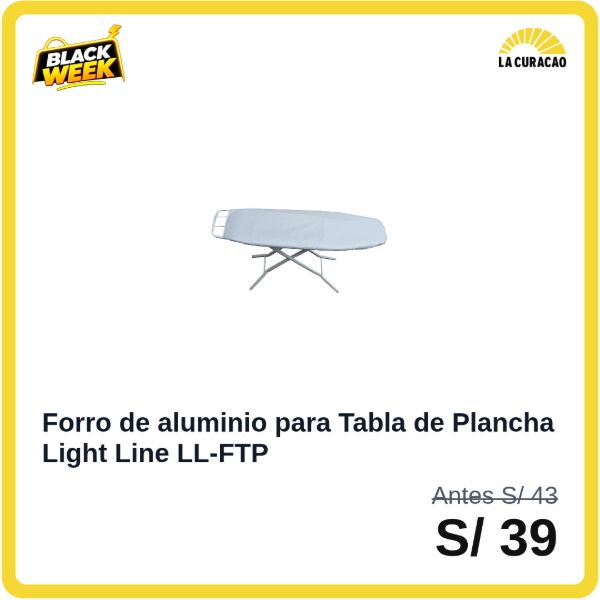 BLACK
WEEK
LA CURACAO
Forro de aluminio para Tabla de Plancha
Light Line LL-FTP
Antes S/ 43
S/ 39